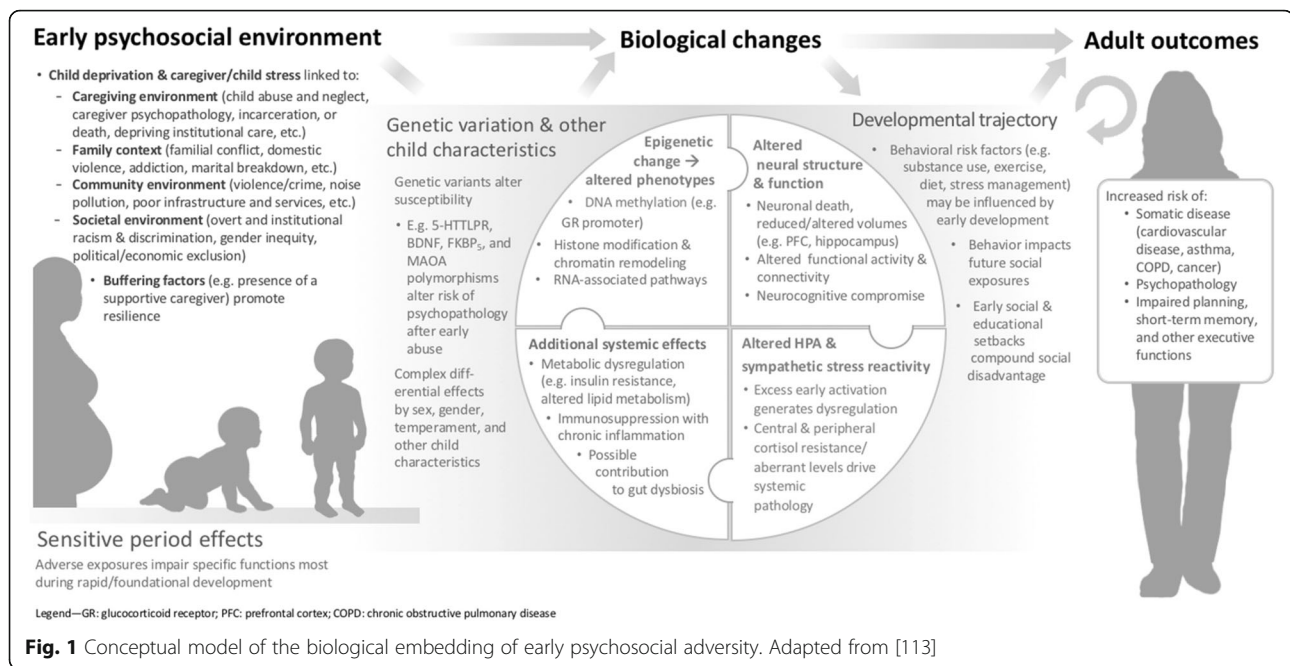 Early psychosocial environment
Biological changes
Adult outcomes
• Child deprivation & caregiver/child stress linked to:
– Caregiving environment (child abuse and neglect,
caregiver psychopathology, incarceration, or
death, depriving institutional care, etc.)
– Family context (familial conflict, domestic
violence, addiction, marital breakdown, etc.)
– Community environment (violence/crime, noise
pollution, poor infrastructure and services, etc.)
– Societal environment (overt and institutional
racism & discrimination, gender inequity,
political/economic exclusion)
• Buffering factors (e.g. presence of a
supportive caregiver) promote
resilience
Sensitive period effects
Adverse exposures impair specific functions most
during rapid/foundational development
Genetic variation & other
child characteristics
Genetic variants alter
susceptibility
• E.g. 5-HTTLPR,
BDNF, FKBP5, and
MAOA
polymorphisms
alter risk of
psychopathology
after early
abuse
Complex dif-
ferential effects
by sex, gender,
temperament, and
other child
characteristics
Epigenetic
change →
altered phenotypes
• DNA methylation (e.g.
GR promoter)
• Histone modification &
chromatin remodeling
• RNA-associated pathways
Altered
neural structure
& function
• Neuronal death,
reduced/altered volumes
(e.g. PFC, hippocampus)
• Altered functional activity &
connectivity
• Neurocognitive compromise
Additional systemic effects
• Metabolic dysregulation
(e.g. insulin resistance,
altered lipid metabolism)
• Immunosuppression with
chronic inflammation
• Possible
contribution
to gut dysbiosis
Altered HPA &
sympathetic stress reactivity
• Excess early activation
generates dysregulation
• Central & peripheral
cortisol resistance/
aberrant levels drive
systemic
pathology
Developmental trajectory
• Behavioral risk factors (e.g.
substance use, exercise,
diet, stress management)
may be influenced by
early development
• Behavior impacts
future social
exposures
• Early social &
educational
setbacks
compound social
disadvantage
Increased risk of:
• Somatic disease
(cardiovascular
disease, asthma,
COPD, cancer)
• Psychopathology
• Impaired planning,
short-term memory,
and other executive
functions
Legend—GR: glucocorticoid receptor; PFC: prefrontal cortex; COPD: chronic obstructive pulmonary disease
Fig. 1 Conceptual model of the biological embedding of early psychosocial adversity. Adapted from [113]